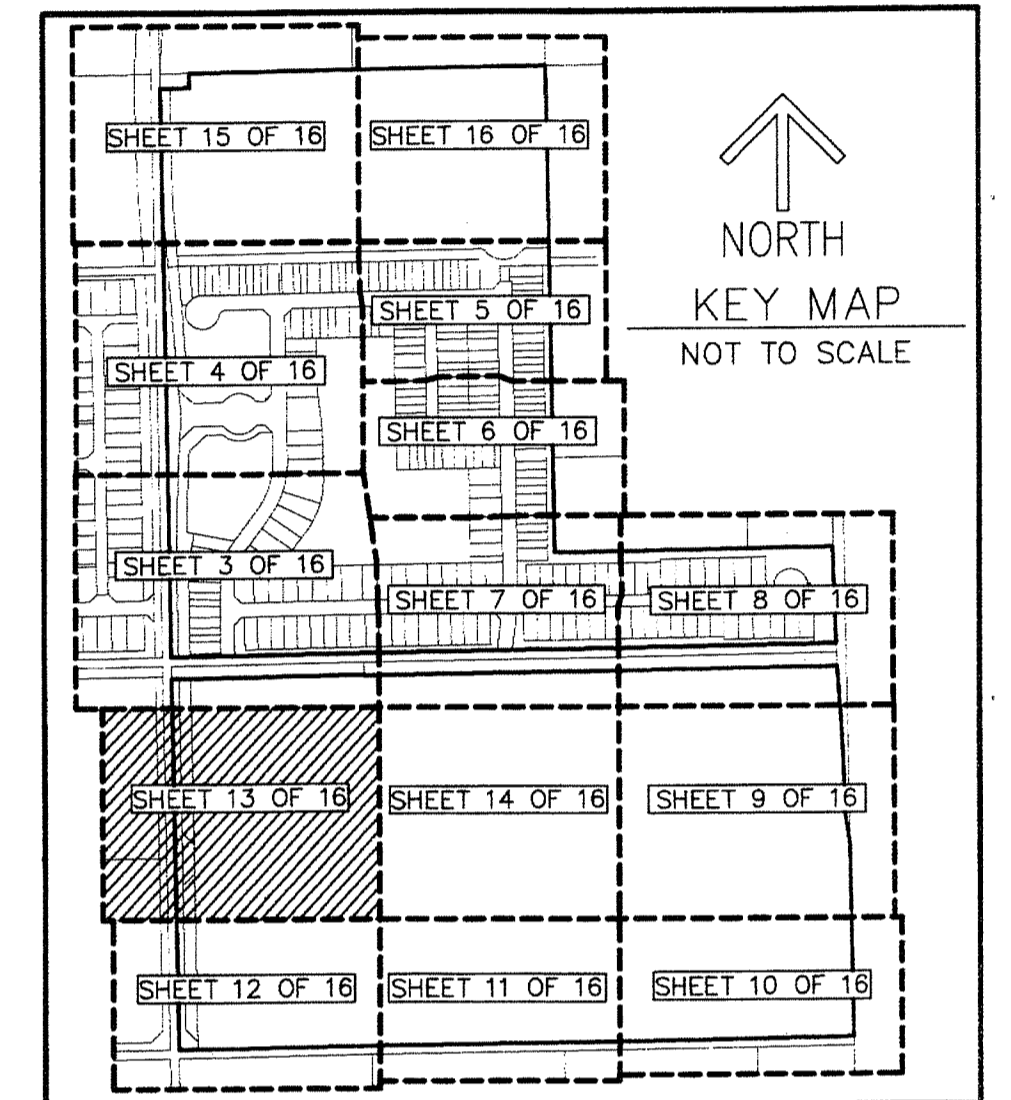 SHEET 15 OF 16
SHEET 16 OF 16
NORTH
KEY MAP
NOT TO SCALE
SHEET 5 OF 16
SHEET 4 OF 16
SHEET 6 OF 16
SHEET 3 OF 16
SHEET 7 OF 16
SHEET 8 OF 16
SHEET 13 OF 16
SHEET 14 OF 16
SHEET 9 OF 16
SHEET 12 OF 16
SHEET 11 OF 16
SHEET 10 OF 16